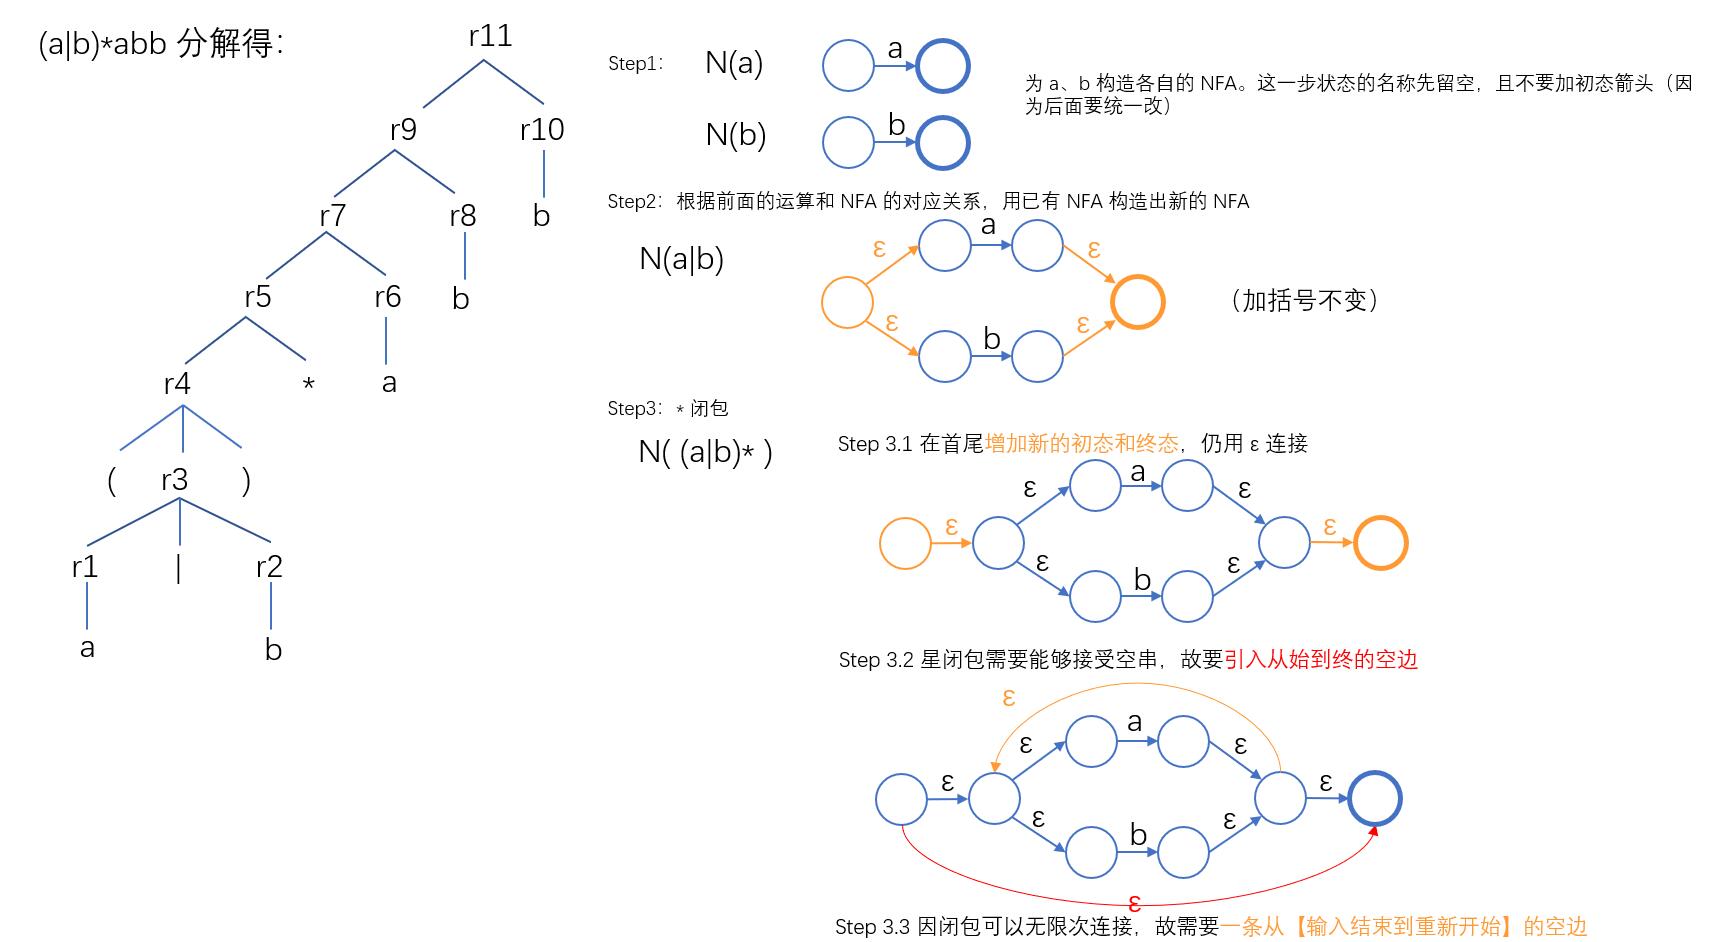 (a|b)*abb 分解得：
r11
r9 r10
r7 r8 b
r5 r6 b
r4 * a
( r3 )
r1 | r2
a b
Step1： N(a) a
N(b) b
为 a、b 构造各自的 NFA。这一步状态的名称先留空，且不要加初态箭头（因
为后面要统一改）
Step2：根据前面的运算和 NFA 的对应关系，用已有 NFA 构造出新的 NFA
N(a|b)
ε a ε
ε b ε
（加括号不变）
Step3：* 闭包
N( (a|b)* )
Step 3.1 在首尾增加新的初态和终态，仍用 ε 连接
ε a ε
ε ε
ε b ε
Step 3.2 星闭包需要能够接受空串，故要引入从始到终的空边
ε
ε a ε
ε ε
ε b ε
ε
Step 3.3 因闭包可以无限次连接，故需要一条从【输入结束到重新开始】的空边